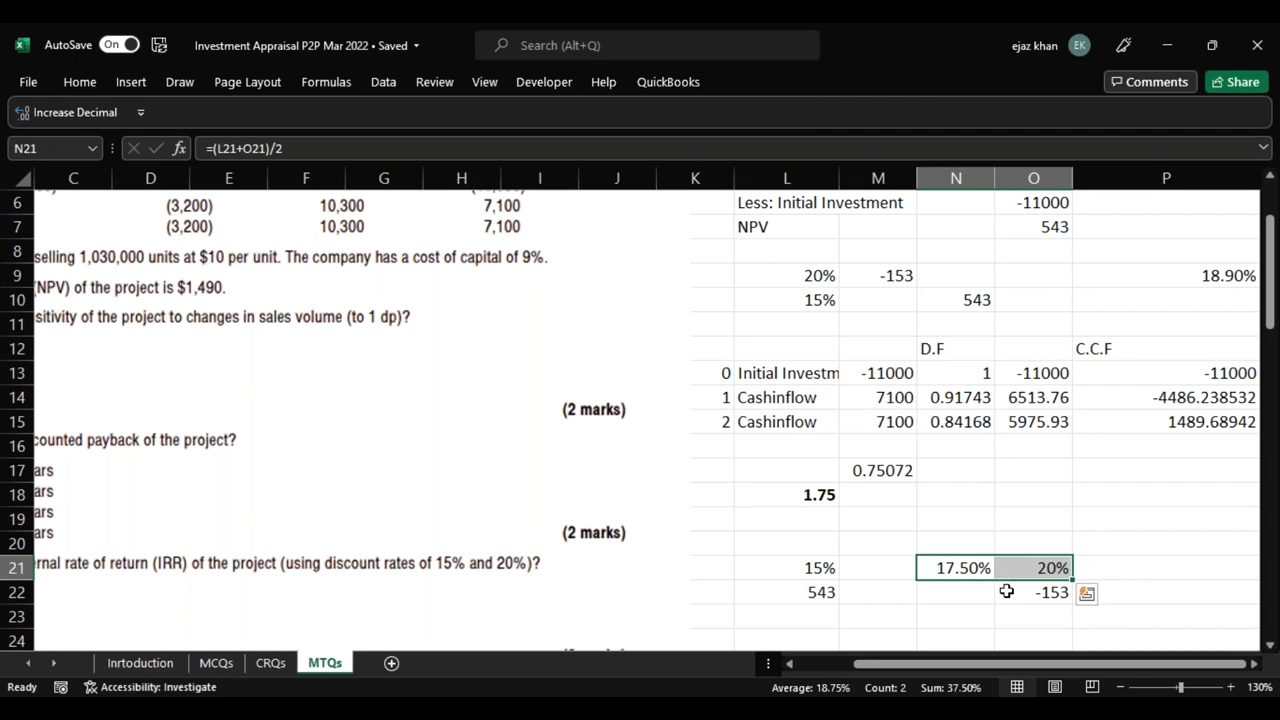 AutoSave On Investment Appraisal P2P Mar 2022 • Saved Search (Alt+Q) ejaz khan EK
File Home Insert Draw Page Layout Formulas Data Review View Developer Help QuickBooks Comments Share
Increase Decimal
N21 fx =(L21+O21)/2
C D E F G H I J K L M N O P
6 (3,200) 10,300 7,100 Less: Initial Investment -11000
7 (3,200) 10,300 7,100 NPV 543
8 selling 1,030,000 units at $10 per unit. The company has a cost of capital of 9%.
9 (NPV) of the project is $1,490. 20% -153 18.90%
10 15% 543
11 sitivity of the project to changes in sales volume (to 1 dp)?
12 D.F C.C.F
13 0 Initial Investm -11000 1 -11000 -11000
14 (2 marks) 1 Cashinflow 7100 0.91743 6513.76 -4486.238532
15 2 Cashinflow 7100 0.84168 5975.93 1489.68942
16 counted payback of the project?
17 ars 0.75072
18 ars 1.75
19 ars
20 ars (2 marks)
21 ernal rate of return (IRR) of the project (using discount rates of 15% and 20%)? 15% 17.50% 20%
22 543 -153
23
24
Inrtoduction MCQs CRQs MTQs
Ready Accessibility: Investigate Average: 18.75% Count: 2 Sum: 37.50% 130%